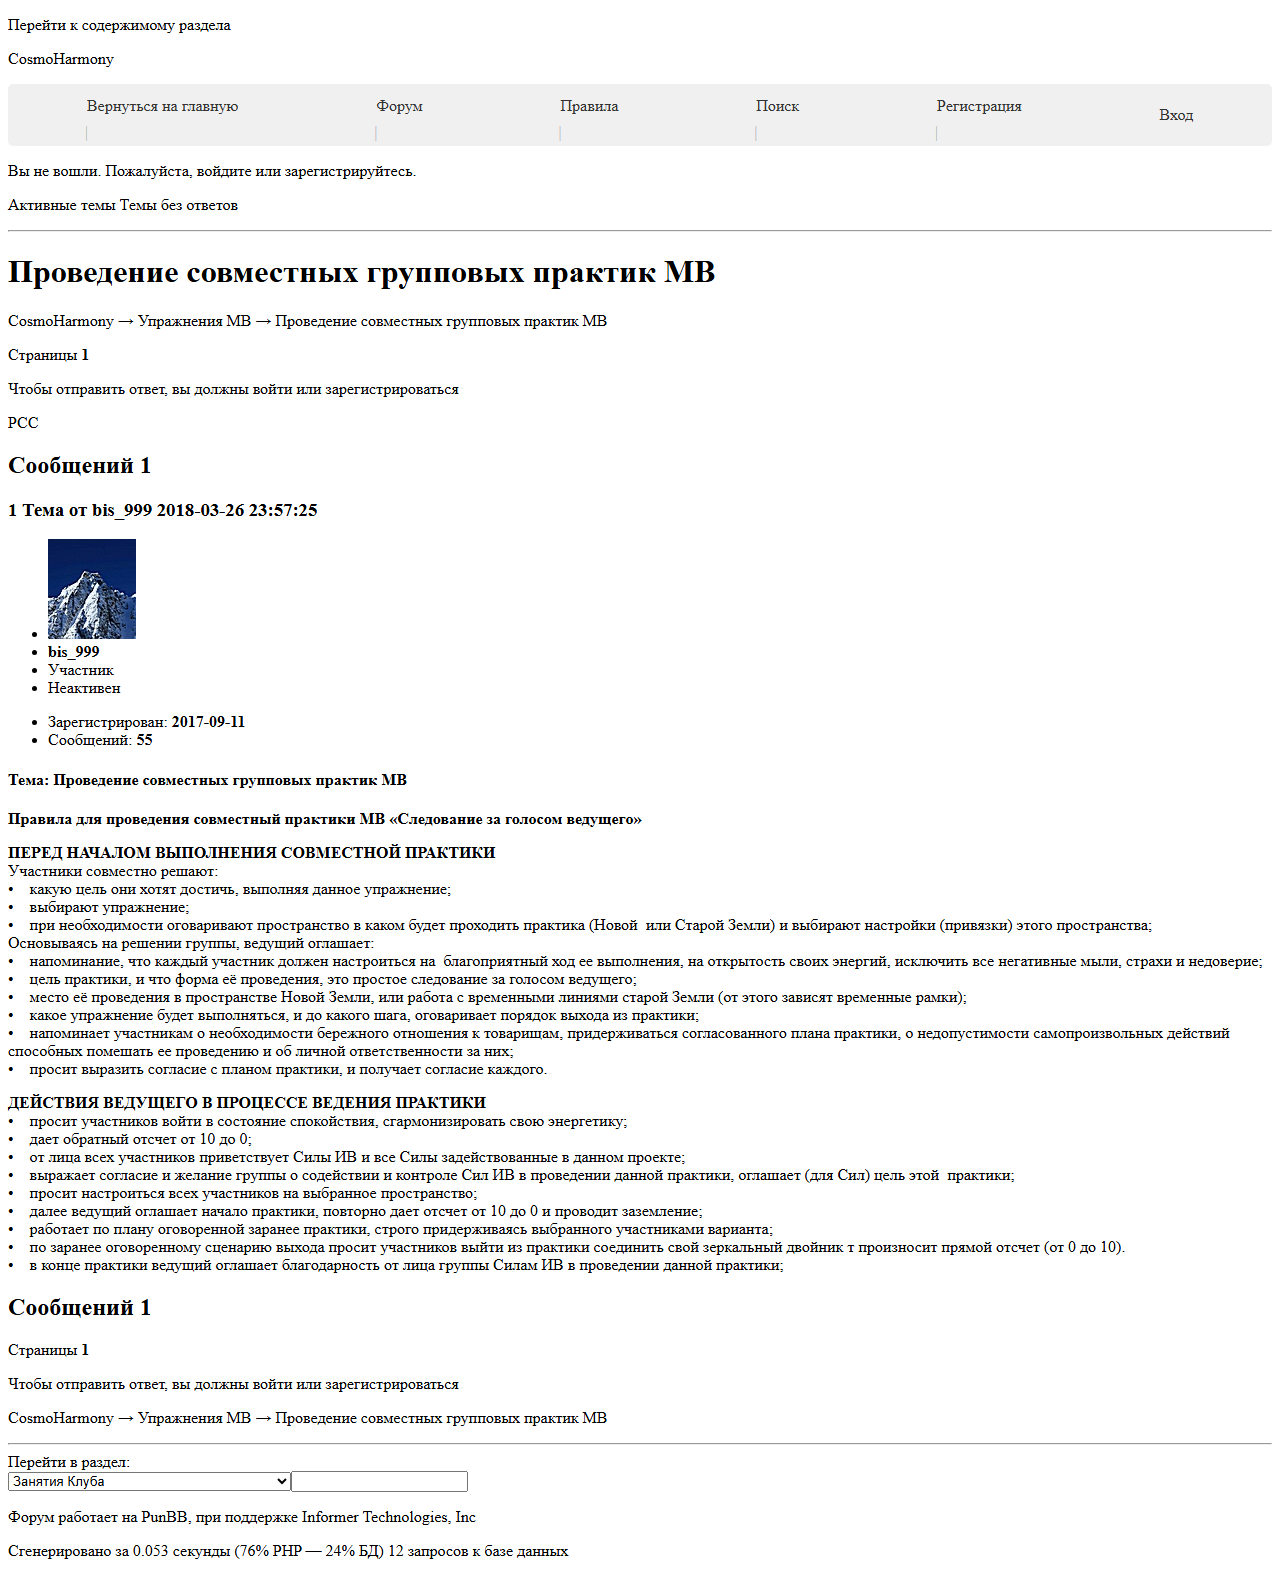 Перейти к содержимому раздела
CosmoHarmony
Вернуться на главную Форум Правила Поиск Регистрация Вход
Вы не вошли. Пожалуйста, войдите или зарегистрируйтесь.
Активные темы Темы без ответов
Проведение совместных групповых практик МВ
CosmoHarmony → Упражнения МВ → Проведение совместных групповых практик МВ
Страницы 1
Чтобы отправить ответ, вы должны войти или зарегистрироваться
РСС
Сообщений 1
1 Тема от bis_999 2018-03-26 23:57:25
• bis_999
• Участник
• Неактивен
• Зарегистрирован: 2017-09-11
• Сообщений: 55
Тема: Проведение совместных групповых практик МВ
Правила для проведения совместный практики МВ «Следование за голосом ведущего»
ПЕРЕД НАЧАЛОМ ВЫПОЛНЕНИЯ СОВМЕСТНОЙ ПРАКТИКИ
Участники совместно решают:
• какую цель они хотят достичь, выполняя данное упражнение;
• выбирают упражнение;
• при необходимости оговаривают пространство в каком будет проходить практика (Новой или Старой Земли) и выбирают настройки (привязки) этого пространства;
Основываясь на решении группы, ведущий оглашает:
• напоминание, что каждый участник должен настроиться на благоприятный ход ее выполнения, на открытость своих энергий, исключить все негативные мыли, страхи и недоверие;
• цель практики, и что форма её проведения, это простое следование за голосом ведущего;
• место её проведения в пространстве Новой Земли, или работа с временными линиями старой Земли (от этого зависят временные рамки);
• какое упражнение будет выполняться, и до какого шага, оговаривает порядок выхода из практики;
• напоминает участникам о необходимости бережного отношения к товарищам, придерживаться согласованного плана практики, о недопустимости самопроизвольных действий
способных помешать ее проведению и об личной ответственности за них;
• просит выразить согласие с планом практики, и получает согласие каждого.
ДЕЙСТВИЯ ВЕДУЩЕГО В ПРОЦЕССЕ ВЕДЕНИЯ ПРАКТИКИ
• просит участников войти в состояние спокойствия, сгармонизировать свою энергетику;
• дает обратный отсчет от 10 до 0;
• от лица всех участников приветствует Силы ИВ и все Силы задействованные в данном проекте;
• выражает согласие и желание группы о содействии и контроле Сил ИВ в проведении данной практики, оглашает (для Сил) цель этой практики;
• просит настроиться всех участников на выбранное пространство;
• далее ведущий оглашает начало практики, повторно дает отсчет от 10 до 0 и проводит заземление;
• работает по плану оговоренной заранее практики, строго придерживаясь выбранного участниками варианта;
• по заранее оговоренному сценарию выхода просит участников выйти из практики соединить свой зеркальный двойник т произносит прямой отсчет (от 0 до 10).
• в конце практики ведущий оглашает благодарность от лица группы Силам ИВ в проведении данной практики;
Сообщений 1
Страницы 1
Чтобы отправить ответ, вы должны войти или зарегистрироваться
CosmoHarmony → Упражнения МВ → Проведение совместных групповых практик МВ
Перейти в раздел:
Занятия Клуба
Форум работает на PunBB, при поддержке Informer Technologies, Inc
Сгенерировано за 0.053 секунды (76% PHP — 24% БД) 12 запросов к базе данных